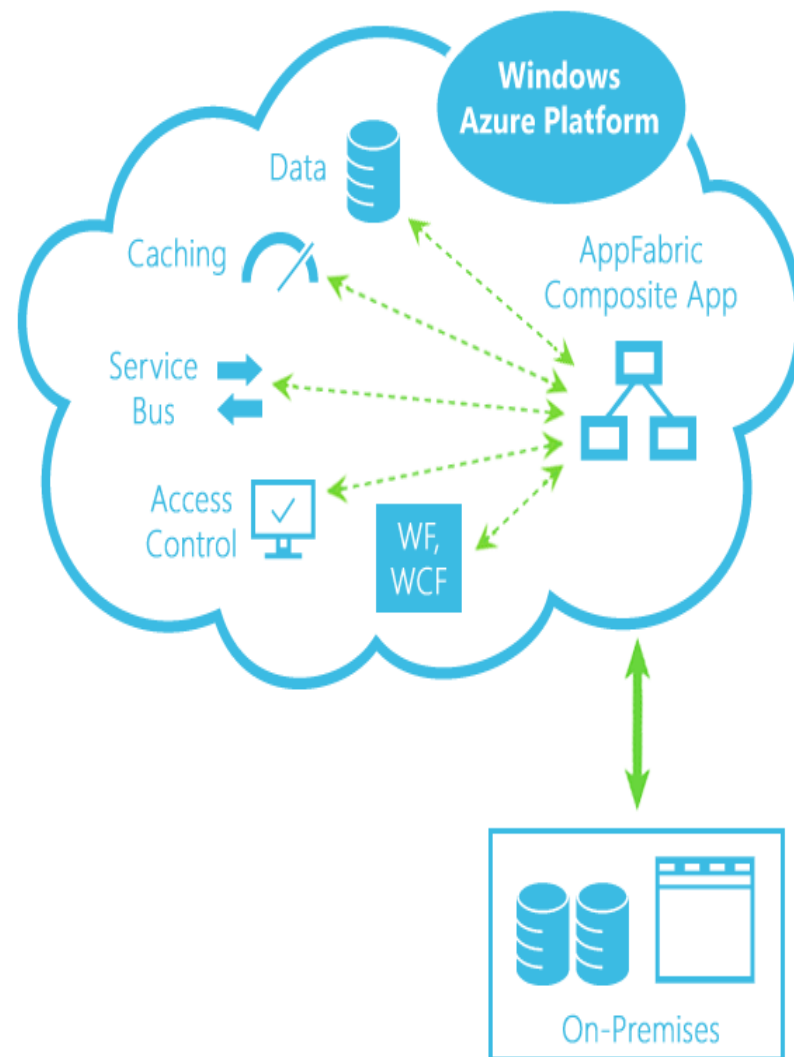 Windows
Azure Platform
Data
Caching
AppFabric
Composite App
Service
Bus
Access
Control
WF,
WCF
On-Premises